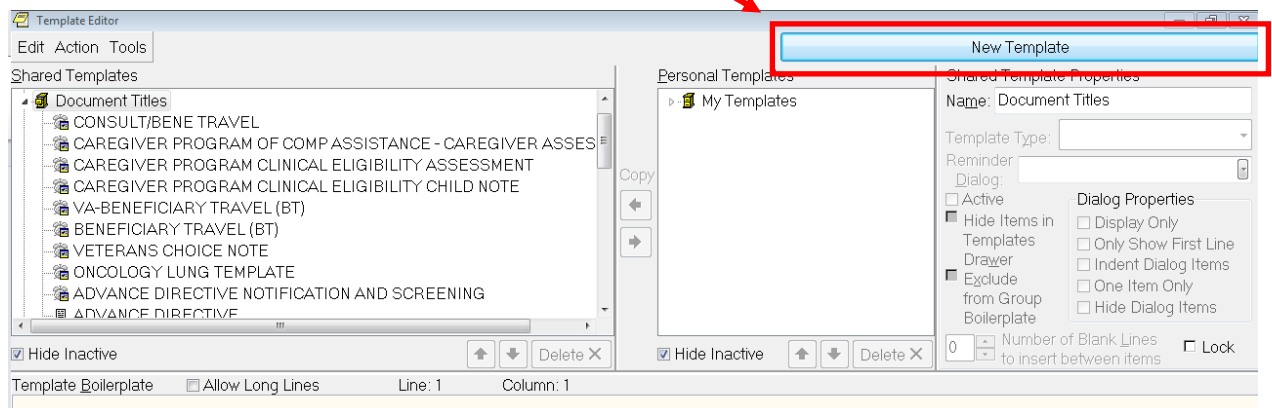 Template Editor
Edit Action Tools
New Template
Shared Templates
Document Titles
CONSULT/BENE TRAVEL
CAREGIVER PROGRAM OF COMP ASSISTANCE - CAREGIVER ASSES
CAREGIVER PROGRAM CLINICAL ELIGIBILITY ASSESSMENT
CAREGIVER PROGRAM CLINICAL ELIGIBILITY CHILD NOTE
VA-BENEFICIARY TRAVEL (BT)
BENEFICIARY TRAVEL (BT)
VETERANS CHOICE NOTE
ONCOLOGY LUNG TEMPLATE
ADVANCE DIRECTIVE NOTIFICATION AND SCREENING
ADVANCE DIRECTIVE
Hide Inactive
Delete X
Copy
Personal Templates
My Templates
Hide Inactive
Delete X
Shared Template Properties
Name: Document Titles
Template Type:
Reminder
Dialog:
Active
Hide Items in
Templates
Drawer
Exclude
from Group
Boilerplate
Dialog Properties
Display Only
Only Show First Line
Indent Dialog Items
One Item Only
Hide Dialog Items
0
Number of Blank Lines
to insert between items
Lock
Template Boilerplate
Allow Long Lines
Line: 1
Column: 1